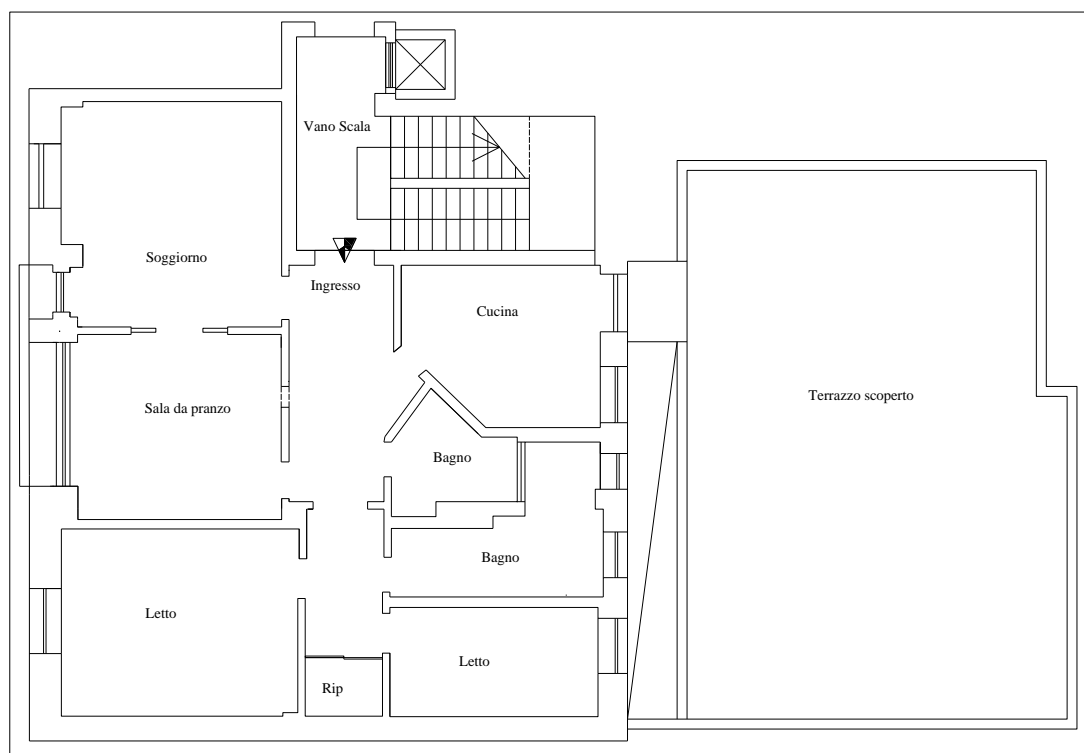 Vano Scala
Soggiorno
Ingresso
Cucina
Sala da pranzo
Terrazzo scoperto
Bagno
Bagno
Letto
Letto
Rip